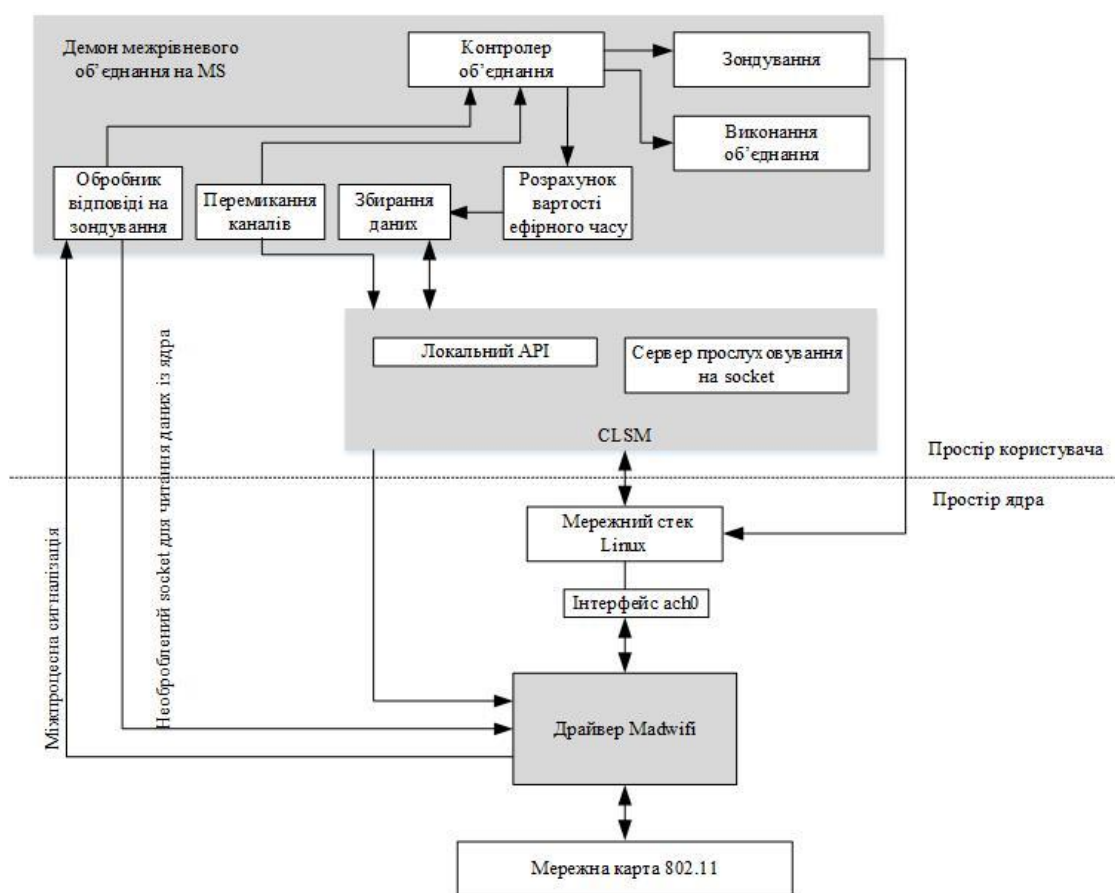 Демон межрівневого
об’єднання на MS
Контролер
об’єднання
Зондування
Виконання
об’єднання
Обробник
відповіді на
зондування
Перемикання
каналів
Збирання
даних
Розрахунок
вартості
ефірного часу
Локальний API
Сервер прослуховування
на socket
CLSM
Простір користувача
Простір ядра
Міжпроцесна сигналізація
Необроблений socket для читання даних із ядра
Мережний стек
Linux
Інтерфейс ach0
Драйвер Madwifi
Мережна карта 802.11